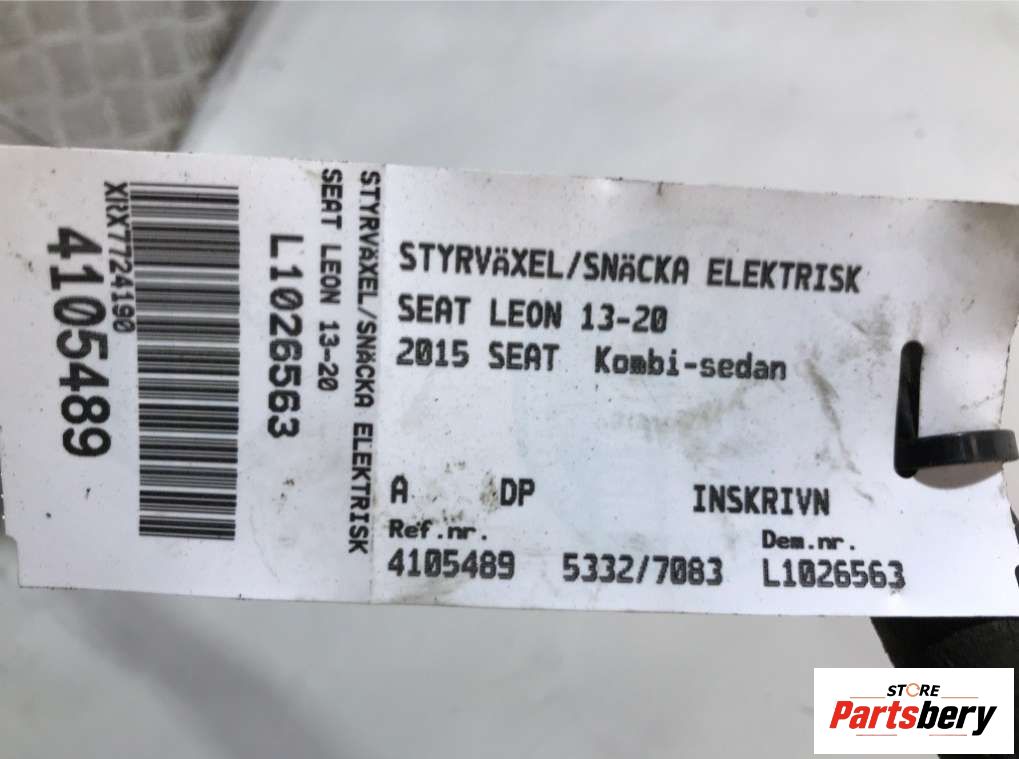 4105489
XRX7724190
L1026563
SEAT LEON 13-20
STYRVÄXEL/SNÄCKA ELEKTRISK
STYRVÄXEL/SNÄCKA ELEKTRISK
SEAT LEON 13-20
2015 SEAT Kombi-sedan
A DP INSKRIVN
Ref.nr. Dem.nr.
4105489 5332/7083 L1026563
STORE
Partsbery